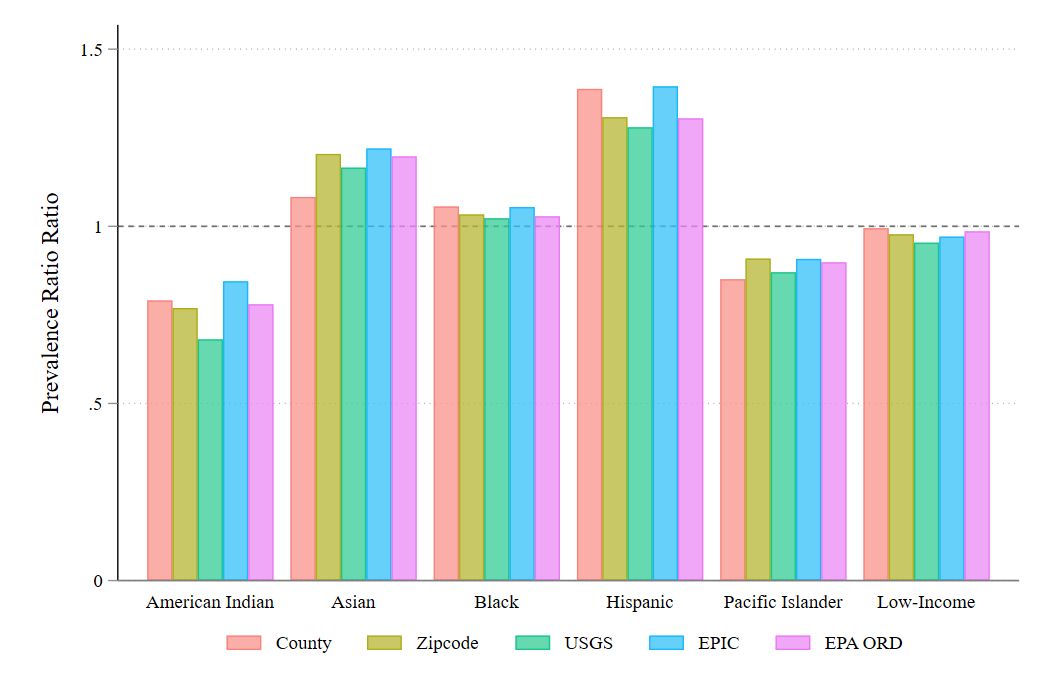 Prevalence Ratio Ratio
1.5
1
.5
0
American Indian
Asian
Black
Hispanic
Pacific Islander
Low-Income
County
Zipcode
USGS
EPIC
EPA ORD